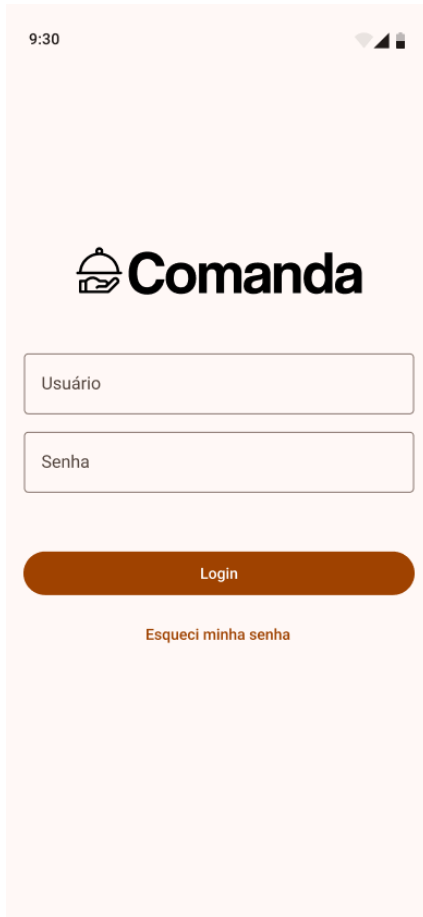 9:30
Comanda
Usuário
Senha
Login
Esqueci minha senha